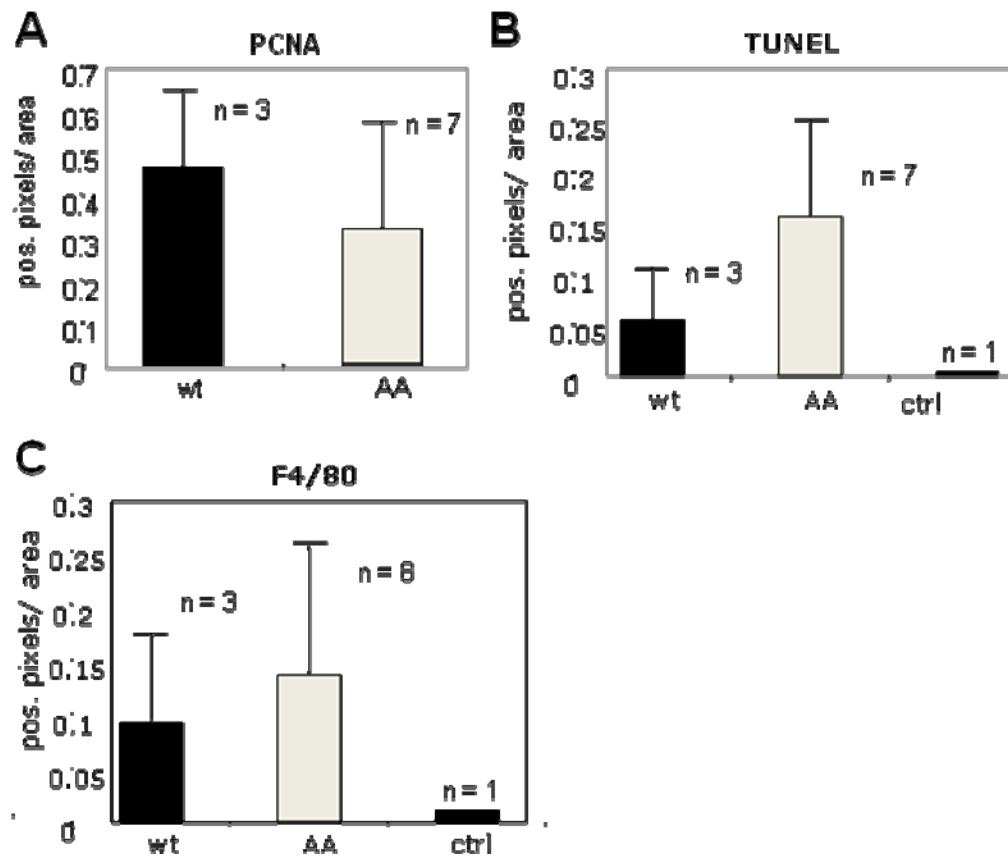 A
PCNA
pos. pixels/ area
0.7
0.6
0.5
0.4
0.3
0.2
0.1
0
n = 3
n = 7
wt
AA
B
TUNEL
pos. pixels/ area
0.3
0.25
0.2
0.15
0.1
0.05
0
n = 3
n = 7
n = 1
wt
AA
ctrl
C
F4/80
pos. pixels/ area
0.3
0.25
0.2
0.15
0.1
0.05
0
n = 3
n = 8
n = 1
wt
AA
ctrl